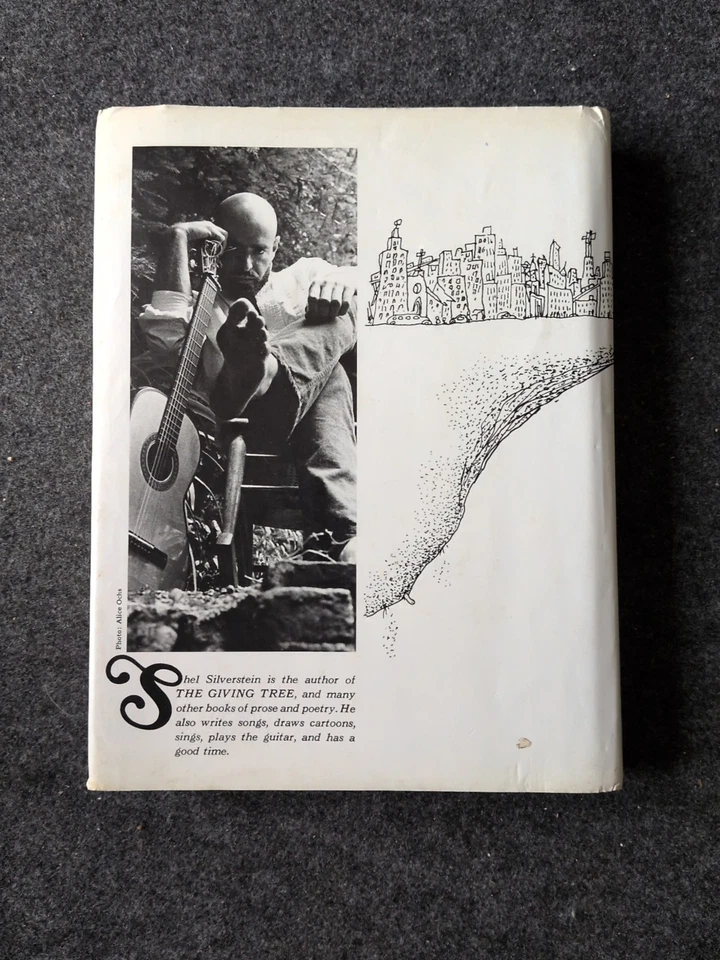 Photo: Alice Ochs
Shel Silverstein is the author of
THE GIVING TREE, and many
other books of prose and poetry. He
also writes songs, draws cartoons,
sings, plays the guitar, and has a
good time.